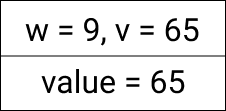 w = 9, v = 65
value = 65